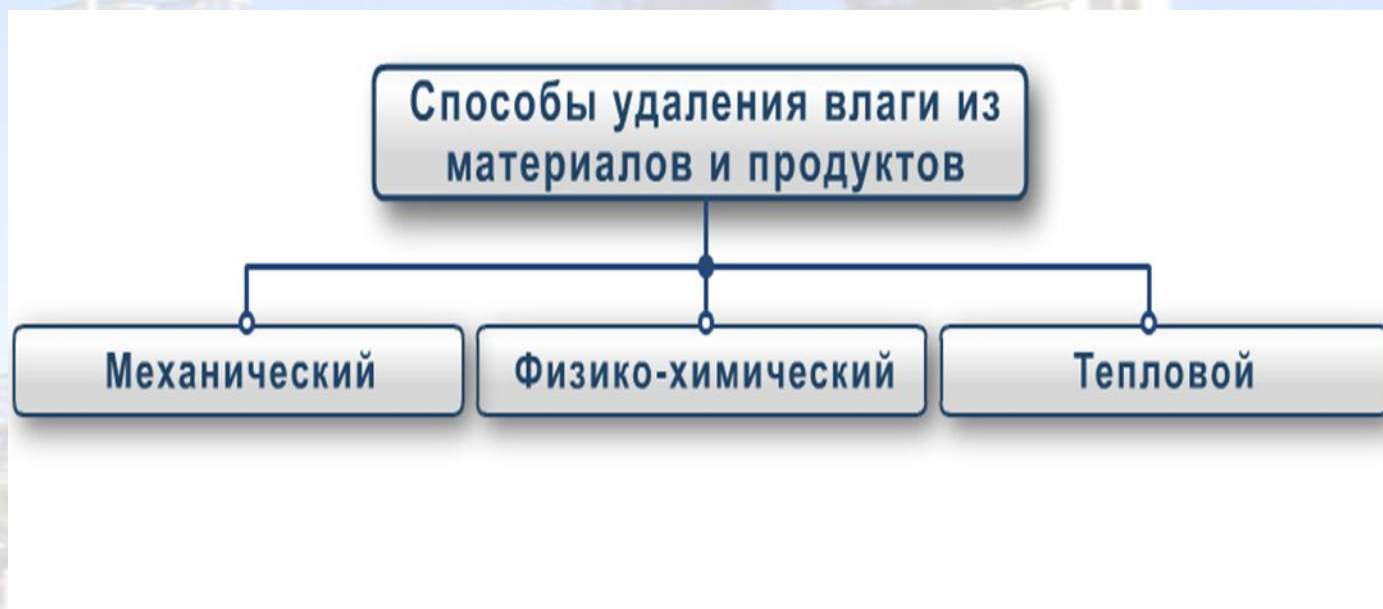 Способы удаления влаги из
материалов и продуктов
Механический
Физико-химический
Тепловой